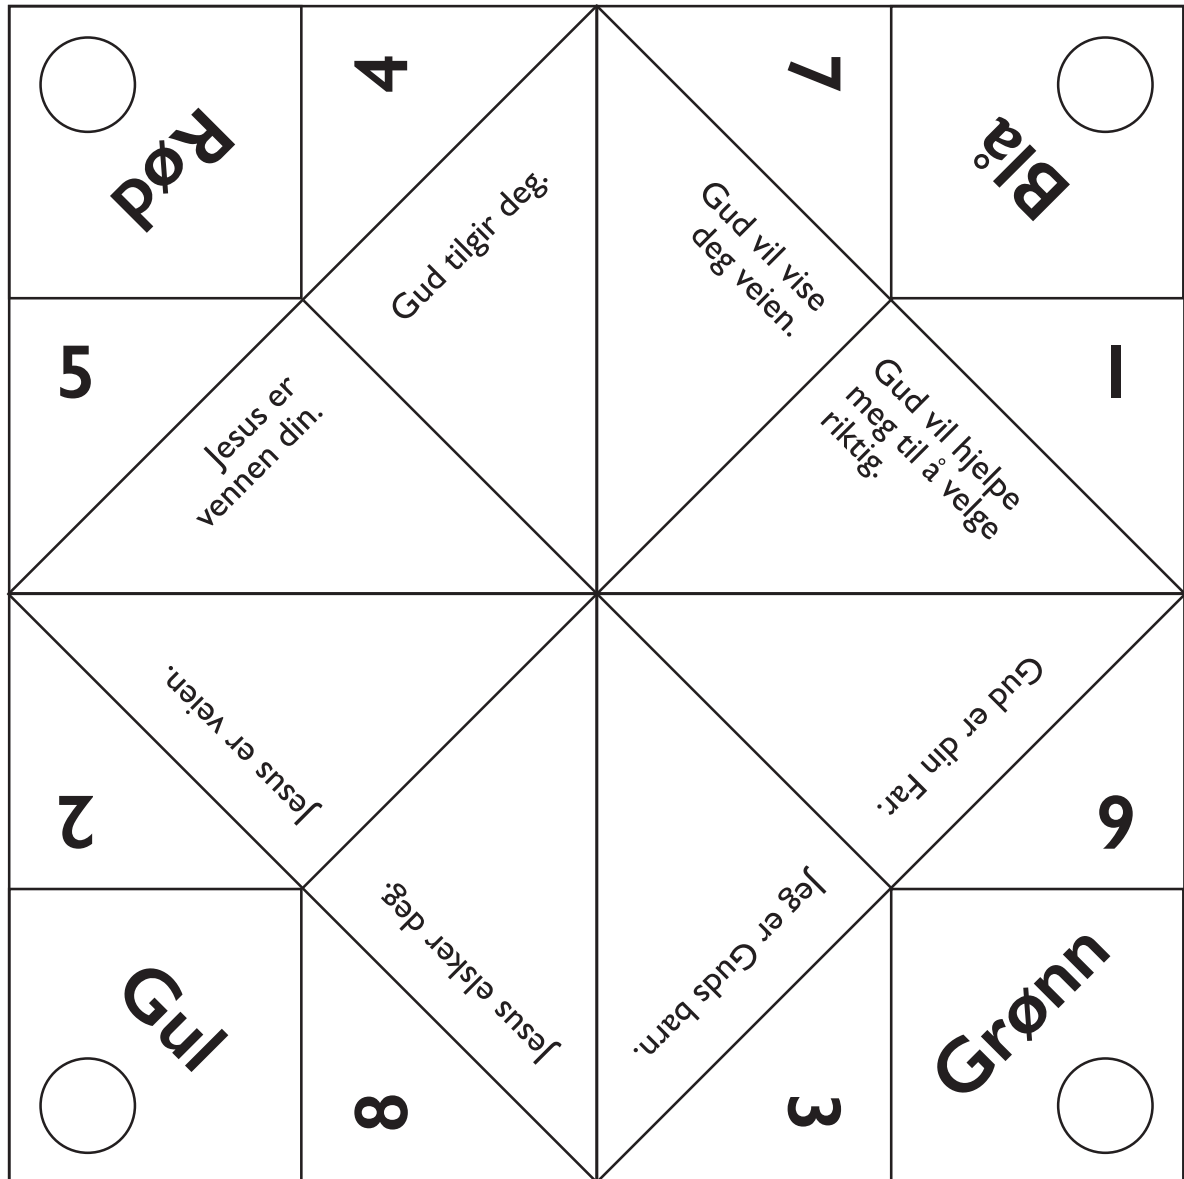 Rød
4
7
Blå
Gud tilgir deg.
Gud vil vise
deg veien.
5
1
Jesus er
vennen din.
Gud vil hjelpe
meg til å velge
riktig.
Jesus er veien.
Gud er din Far.
2
6
Jesus elsker deg.
Jeg er Guds barn.
Gul
8
3
Grønn